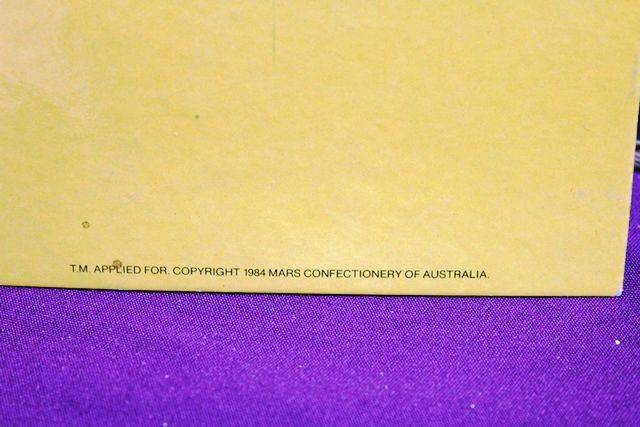 T.M. APPLIED FOR. COPYRIGHT 1984 MARS CONFECTIONERY OF AUSTRALIA.